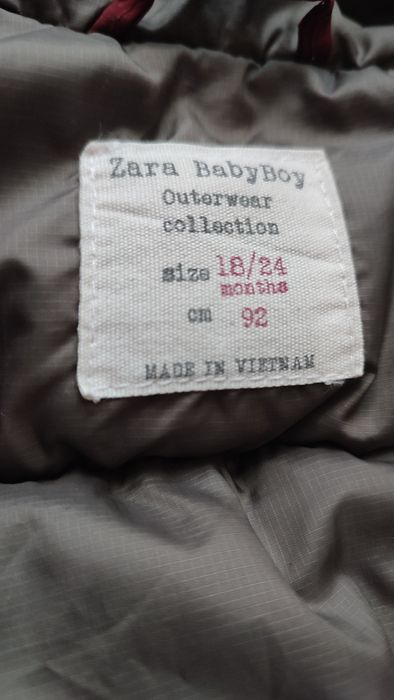 Zara BabyBoy
Outerwear
collection
size 18/24
months
cm 92
MADE IN VIETNAM